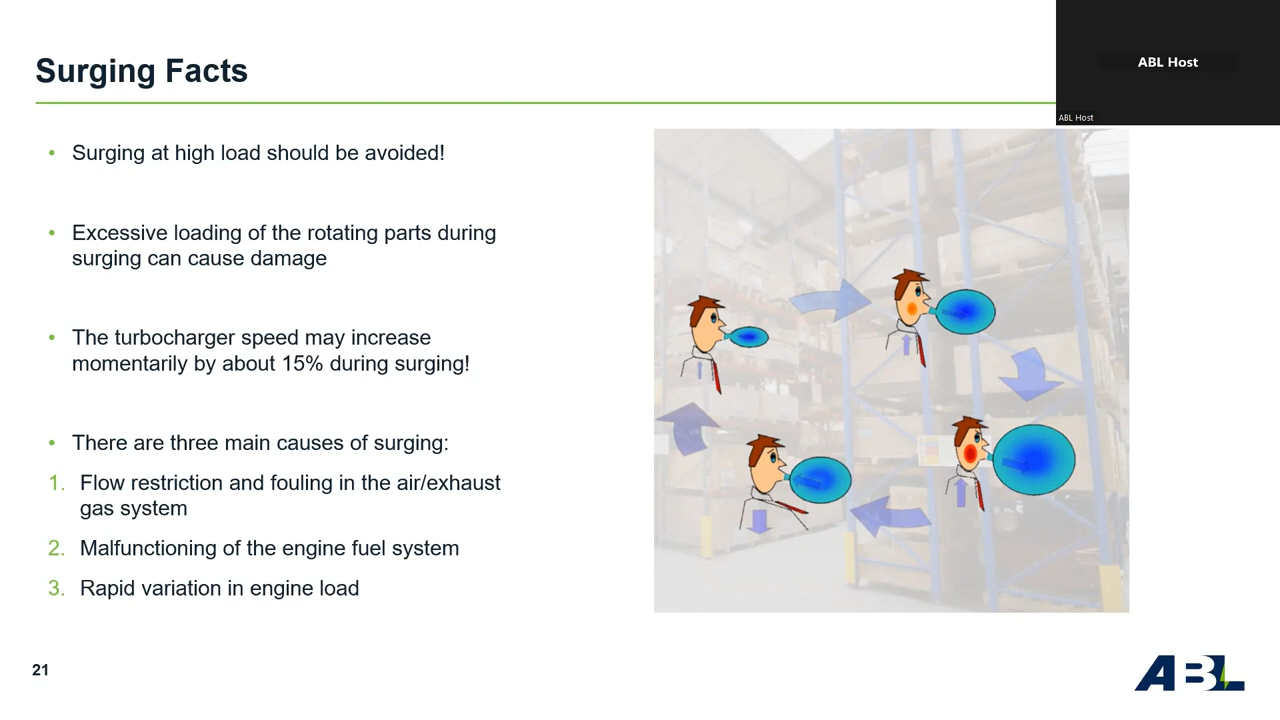 Surging Facts
ABL Host
ABL Host
• Surging at high load should be avoided!
• Excessive loading of the rotating parts during
surging can cause damage
• The turbocharger speed may increase
momentarily by about 15% during surging!
• There are three main causes of surging:
1. Flow restriction and fouling in the air/exhaust
gas system
2. Malfunctioning of the engine fuel system
3. Rapid variation in engine load
21
ABL